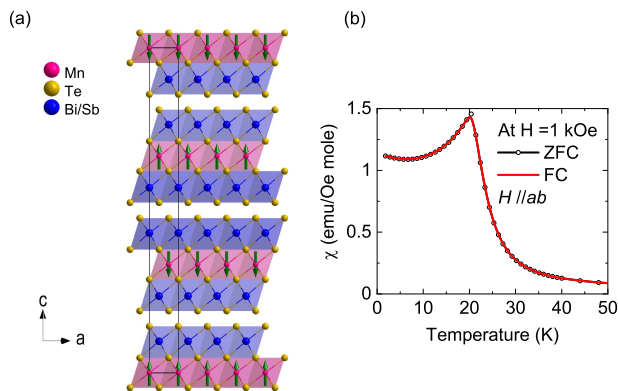 (a)
Mn
Te
Bi/Sb
c
a
(b)
1.5
1
0.5
0
χ (emu/Oe mole)
At H =1 kOe
ZFC
FC
H //ab
0 10 20 30 40 50
Temperature (K)